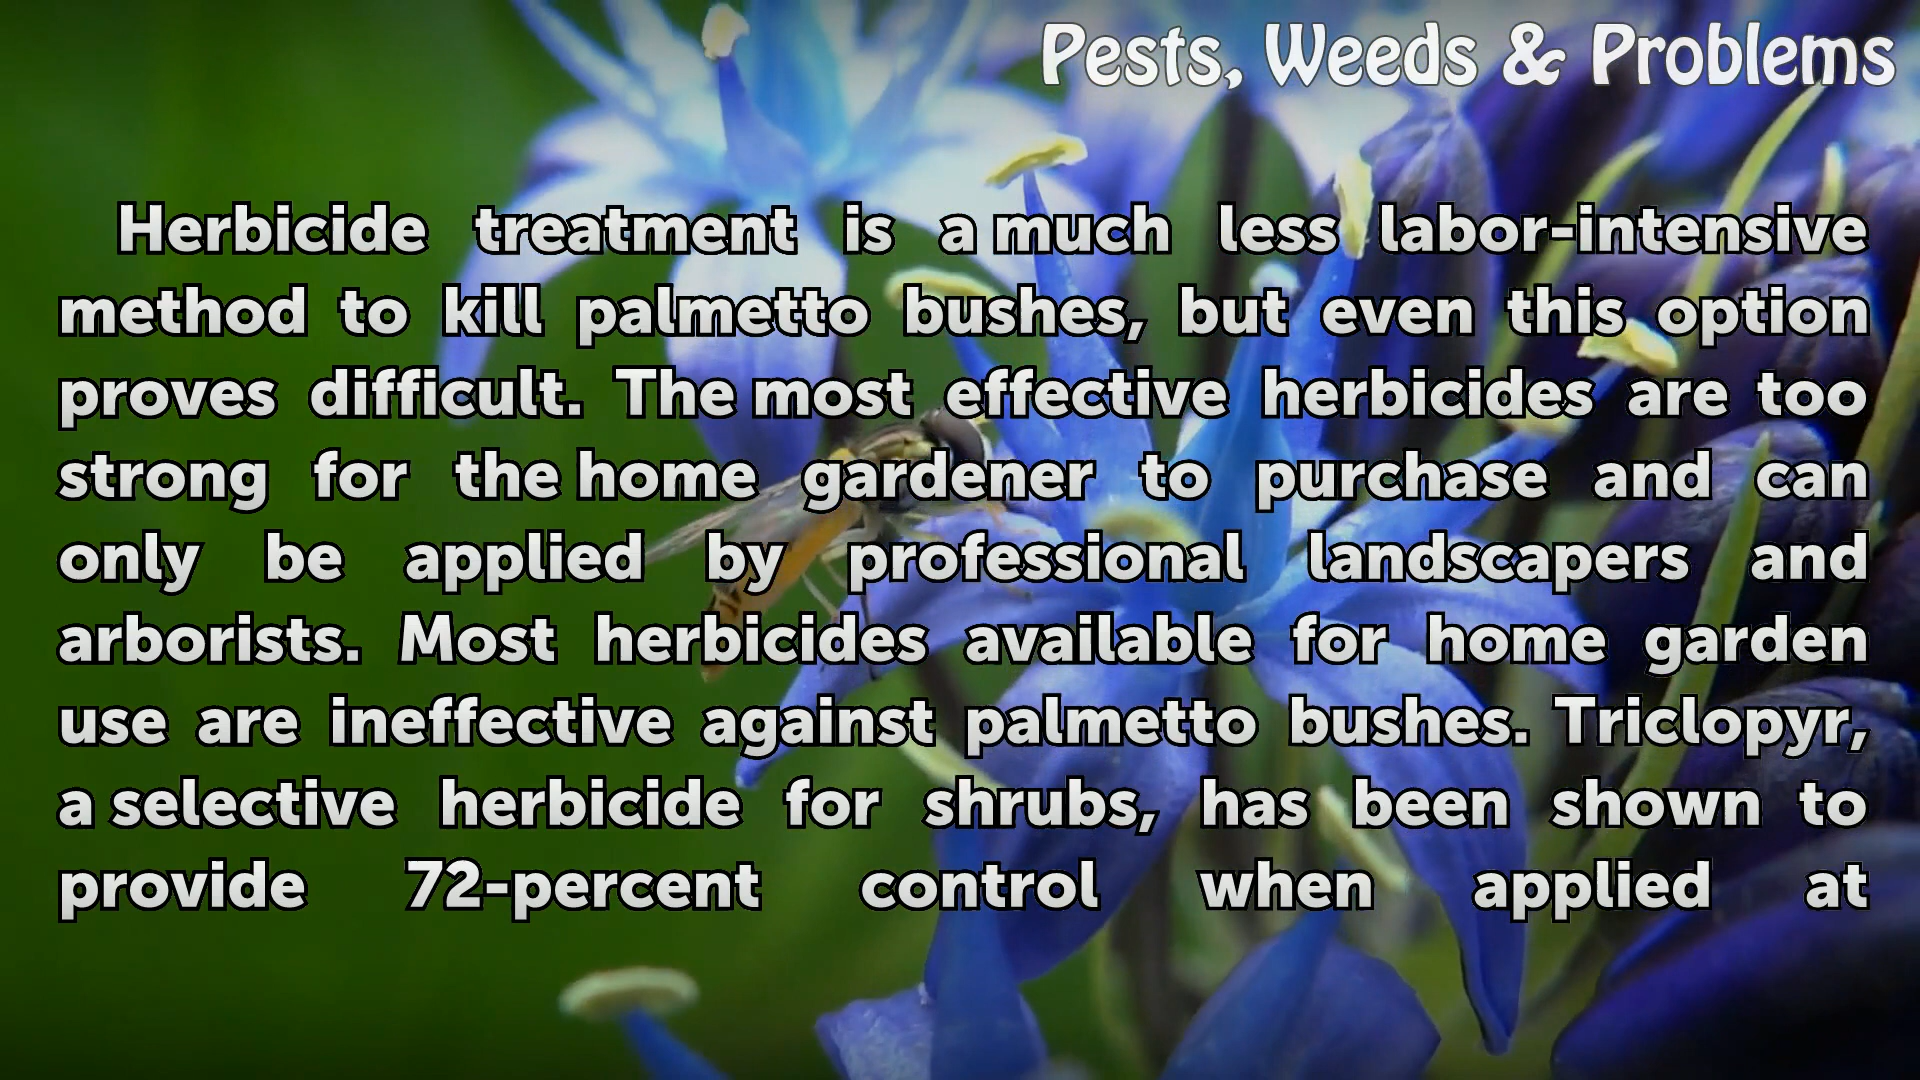 Pests, Weeds & Problems
Herbicide treatment is a much less labor-intensive
method to kill palmetto bushes, but even this option
proves difficult. The most effective herbicides are too
strong for the home gardener to purchase and can
only be applied by professional landscapers and
arborists. Most herbicides available for home garden
use are ineffective against palmetto bushes. Triclopyr,
a selective herbicide for shrubs, has been shown to
provide 72-percent control when applied at